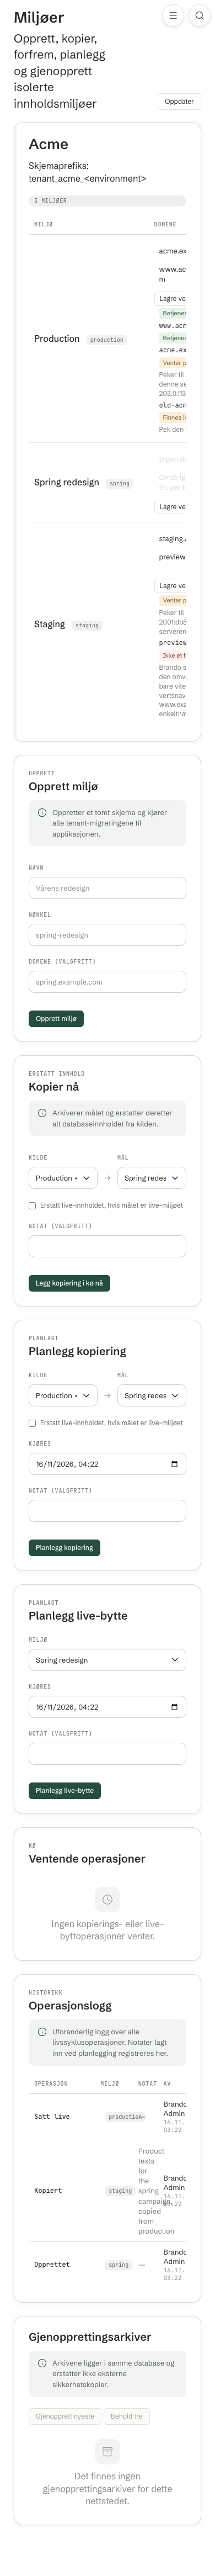 Miljøer
Opprett, kopier,
forfrem, planlegg
og gjenopprett
isolerte
innholdsmiljøer
Oppdater
Acme
Skjemaprefiks:
tenant_acme_<environment>
3 MILJØER
MILJØ DOMENE
acme.ex
www.ac
m
Lagre ve
Betjenes
www.acm
Betjenes
Production production
acme.ex
Venter p
Peker til
denne se
203.0.113
old-acm
Finnes ik
Pek den t
Ingen do
Omdirige
én per li
Spring redesign spring
Lagre ve
staging.a
preview
Lagre ve
Venter p
Peker til
2001:db8
serveren
Staging staging
preview
Ikke et f
Brando s
den omv
bare vite
vertsnav
www.exa
enkeltna
OPPRETT
Opprett miljø
Oppretter et tomt skjema og kjører
alle tenant-migreringene til
applikasjonen.
NAVN
Vårens redesign
NØKKEL
spring-redesign
DOMENE (VALGFRITT)
spring.example.com
Opprett miljø
ERSTATT INNHOLD
Kopier nå
Arkiverer målet og erstatter deretter
alt databaseinnholdet fra kilden.
KILDE MÅL
Production • → Spring redes
Erstatt live-innholdet, hvis målet er live-miljøet
NOTAT (VALGFRITT)
Legg kopiering i kø nå
PLANLAGT
Planlegg kopiering
KILDE MÅL
Production • → Spring redes
Erstatt live-innholdet, hvis målet er live-miljøet
KJØRES
16/11/2026, 04:22
NOTAT (VALGFRITT)
Planlegg kopiering
PLANLAGT
Planlegg live-bytte
MILJØ
Spring redesign
KJØRES
16/11/2026, 04:22
NOTAT (VALGFRITT)
Planlegg live-bytte
KØ
Ventende operasjoner
Ingen kopierings- eller live-
byttoperasjoner venter.
HISTORIKK
Operasjonslogg
Uforanderlig logg over alle
livssyklusoperasjoner. Notater lagt
inn ved planlegging registreres her.
OPERASJON MILJØ NOTAT AV
Satt live production — Brando
Admin
16.11.
03:22
Kopiert staging Product
texts
for
the
spring
campaign,
copied
from
production
Brando
Admin
16.11.
03:22
Opprettet spring — Brando
Admin
16.11.
03:22
Gjenopprettingsarkiver
Arkivene ligger i samme database og
erstatter ikke eksterne
sikkerhetskopier.
Gjenopprett nyeste Behold tre
Det finnes ingen
gjenopprettingsarkiver for dette
nettstedet.